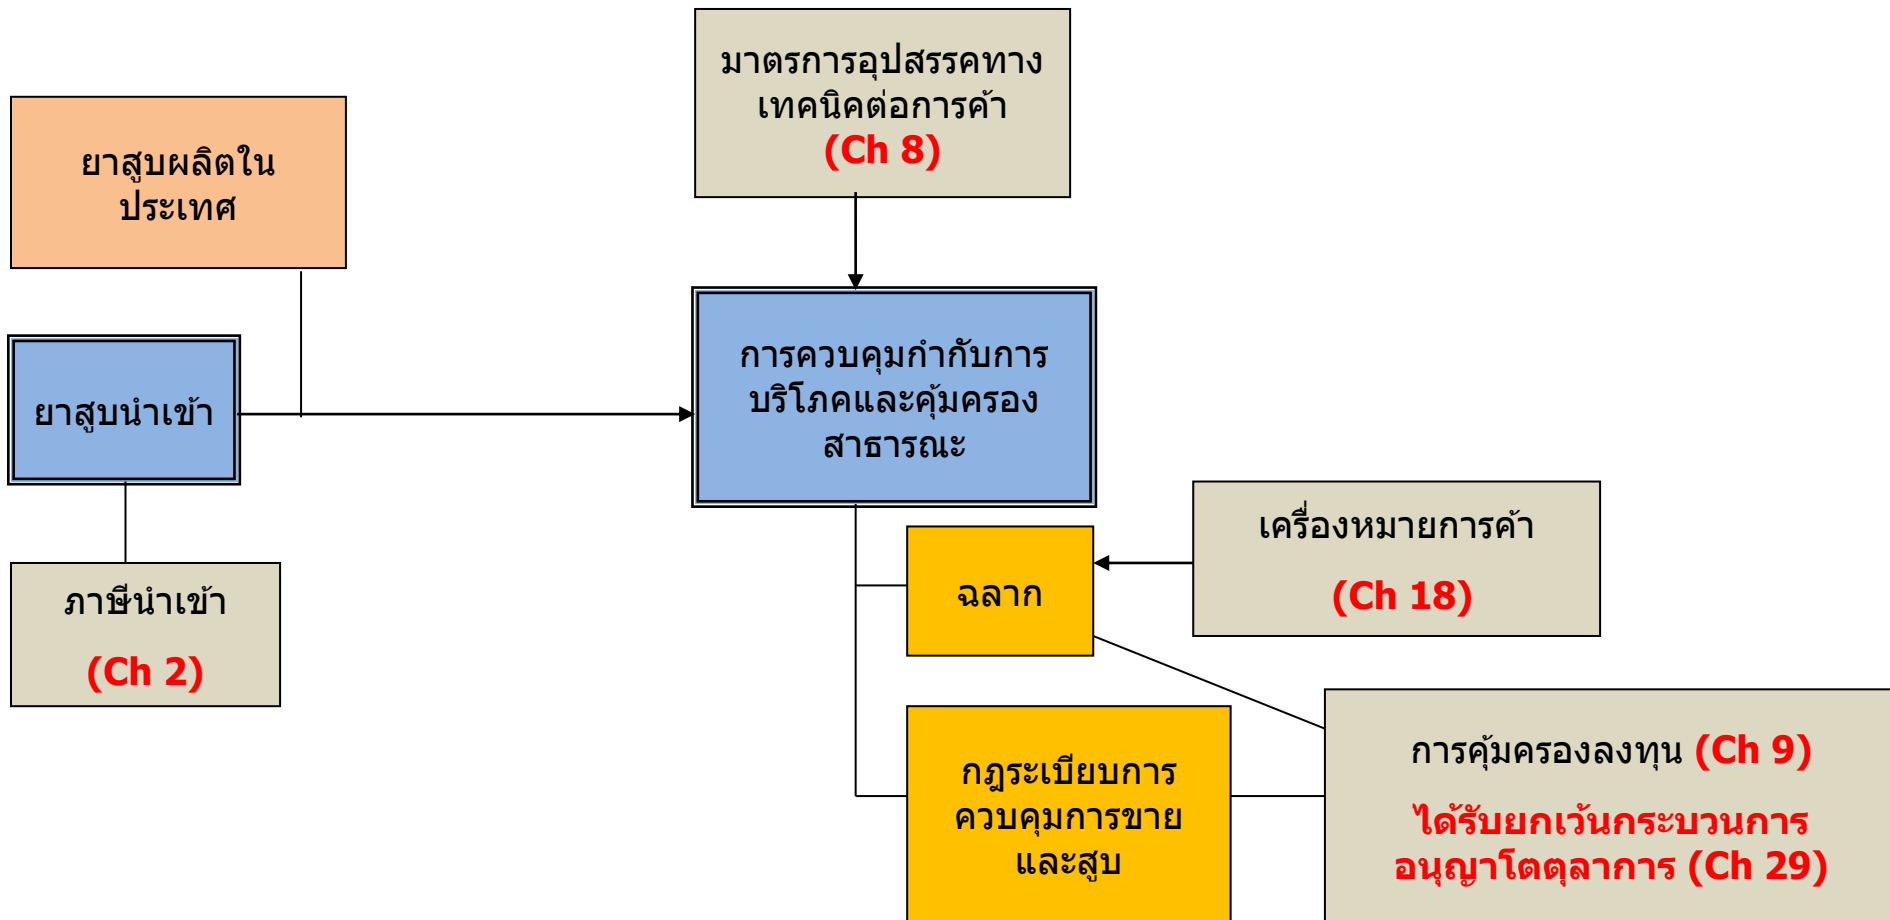 มาตรการอุปสรรคทาง
เทคนิคต่อการค้า
(Ch 8)
ยาสูบผลิตใน
ประเทศ
ยาสูบนำเข้า
การควบคุมกำกับการ
บริโภคและคุ้มครอง
สาธารณะ
ภาษีนำเข้า
(Ch 2)
ฉลาก
เครื่องหมายการค้า
(Ch 18)
กฎระเบียบการ
ควบคุมการขาย
และสูบ
การคุ้มครองลงทุน (Ch 9)
ได้รับยกเว้นกระบวนการ
อนุญาโตตุลาการ (Ch 29)